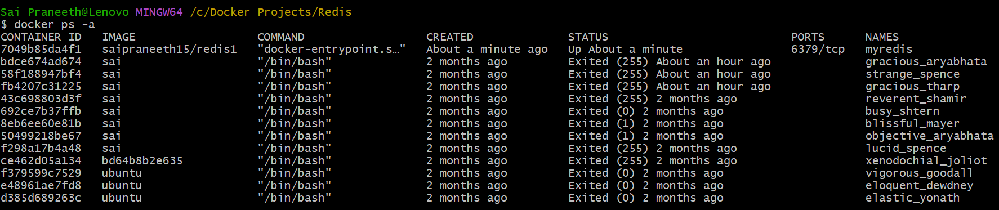 Sai Praneeth@Lenovo MINGW64 /c/Docker Projects/Redis
$ docker ps -a
CONTAINER ID   IMAGE                  COMMAND                  CREATED              STATUS                           PORTS      NAMES
7049b85da4f1   saipraneeth15/redis1   "docker-entrypoint.s…"   About a minute ago   Up About a minute                6379/tcp   myredis
bdce674ad674   sai                    "/bin/bash"              2 months ago         Exited (255) About an hour ago              gracious_aryabhata
58f188947bf4   sai                    "/bin/bash"              2 months ago         Exited (255) About an hour ago              strange_spence
fb4207c31225   sai                    "/bin/bash"              2 months ago         Exited (255) About an hour ago              gracious_tharp
43c698803d3f   sai                    "/bin/bash"              2 months ago         Exited (255) 2 months ago                   reverent_shamir
692ce7b37ffb   sai                    "/bin/bash"              2 months ago         Exited (0) 2 months ago                     busy_shtern
8eb6ee60e81b   sai                    "/bin/bash"              2 months ago         Exited (1) 2 months ago                     blissful_mayer
50499218be67   sai                    "/bin/bash"              2 months ago         Exited (1) 2 months ago                     objective_aryabhata
f298a17b4a48   sai                    "/bin/bash"              2 months ago         Exited (255) 2 months ago                   lucid_spence
ce462d05a134   bd64b8b2e635           "/bin/bash"              2 months ago         Exited (255) 2 months ago                   xenodochial_joliot
f379599c7529   ubuntu                 "/bin/bash"              2 months ago         Exited (0) 2 months ago                     vigorous_goodall
e48961ae7fd8   ubuntu                 "/bin/bash"              2 months ago         Exited (0) 2 months ago                     eloquent_dewdney
d385d689263c   ubuntu                 "/bin/bash"              2 months ago         Exited (0) 2 months ago                     elastic_yonath